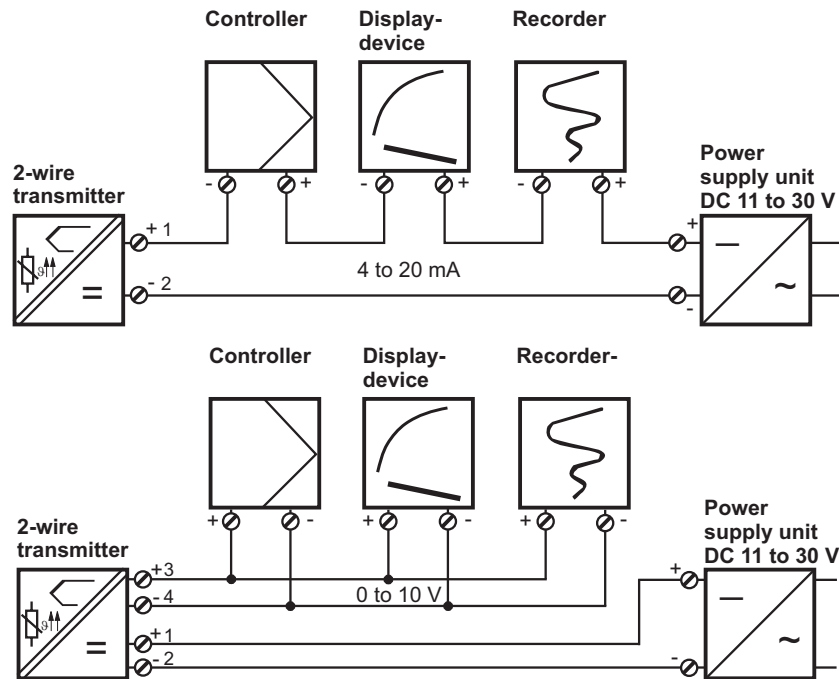 Controller
Display-
device
Recorder
2-wire
transmitter
Power
supply unit
DC 11 to 30 V
- +
- +
- +
+ 1
ϑ
=
- 2
4 to 20 mA
+
-
—
~
Controller
Display-
device
Recorder-
2-wire
transmitter
Power
supply unit
DC 11 to 30 V
+ -
+ -
+ -
+3
- 4
+ 1
- 2
ϑ
=
0 to 10 V
+
-
—
~